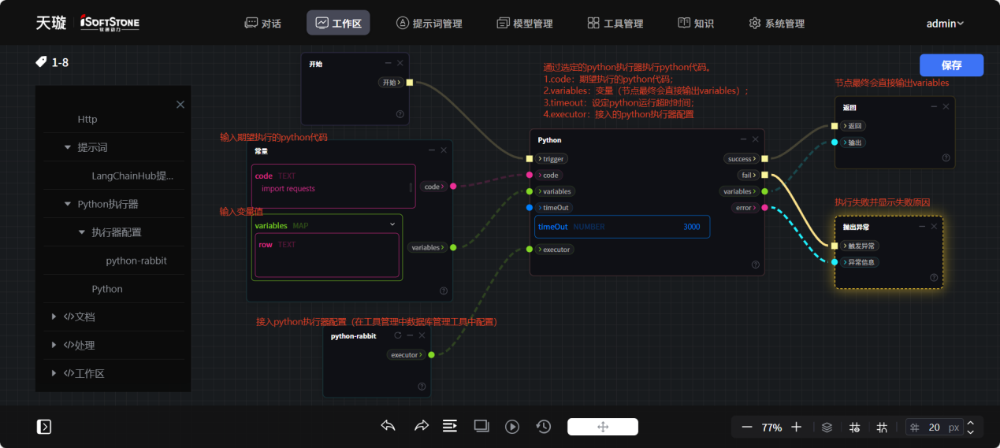 天璇 iSOFTSTONE 软通动力
对话
工作区
提示词管理
模型管理
工具管理
知识
系统管理
admin
1-8
保存
Http
提示词
LangChainHub提...
Python执行器
执行器配置
python-rabbit
Python
</>文档
</>处理
</>工作区
开始
开始
输入期望执行的python代码
常量
code TEXT
import requests
code
输入变量值
variables MAP
row TEXT
variables
接入python执行器配置（在工具管理中数据库管理工具中配置）
python-rabbit
executor
通过选定的python执行器执行python代码。
1.code：期望执行的python代码；
2.variables：变量（节点最终会直接输出variables）；
3.timeout：设定python运行超时时间；
4.executor：接入的python执行器配置
Python
trigger
success
code
fail
variables
variables
timeOut
error
timeOut NUMBER 3000
executor
节点最终会直接输出variables
返回
返回
输出
执行失败并显示失败原因
抛出异常
触发异常
异常信息
77%
20 px